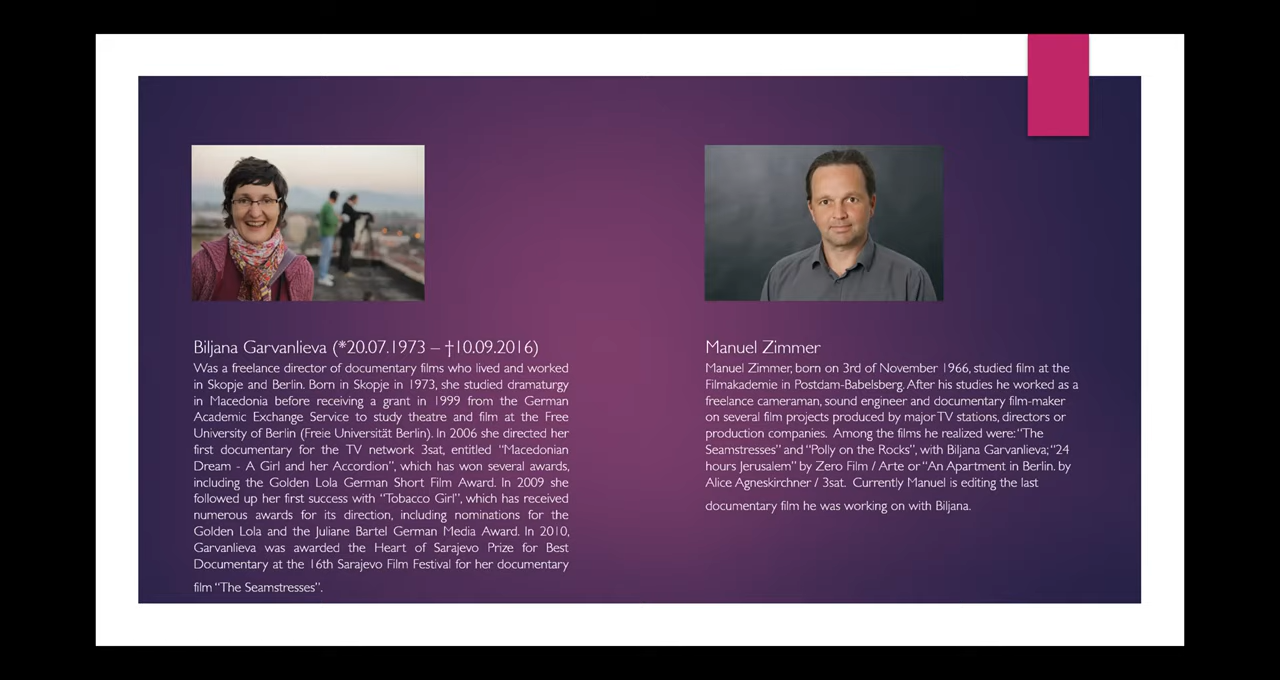 Biljana Garvanlieva (*20.07.1973 – †10.09.2016)
Was a freelance director of documentary films who lived and worked
in Skopje and Berlin. Born in Skopje in 1973, she studied dramaturgy
in Macedonia before receiving a grant in 1999 from the German
Academic Exchange Service to study theatre and film at the Free
University of Berlin (Freie Universität Berlin). In 2006 she directed her
first documentary for the TV network 3sat, entitled “Macedonian
Dream - A Girl and her Accordion”, which has won several awards,
including the Golden Lola German Short Film Award. In 2009 she
followed up her first success with “Tobacco Girl”, which has received
numerous awards for its direction, including nominations for the
Golden Lola and the Juliane Bartel German Media Award. In 2010,
Garvanlieva was awarded the Heart of Sarajevo Prize for Best
Documentary at the 16th Sarajevo Film Festival for her documentary
film “The Seamstresses”.
Manuel Zimmer
Manuel Zimmer, born on 3rd of November 1966, studied film at the
Filmakademie in Postdam-Babelsberg. After his studies he worked as a
freelance cameraman, sound engineer and documentary film-maker
on several film projects produced by major TV stations, directors or
production companies. Among the films he realized were: “The
Seamstresses” and “Polly on the Rocks”, with Biljana Garvanlieva; “24
hours Jerusalem” by Zero Film / Arte or “An Apartment in Berlin. by
Alice Agneskirchner / 3sat. Currently Manuel is editing the last
documentary film he was working on with Biljana.